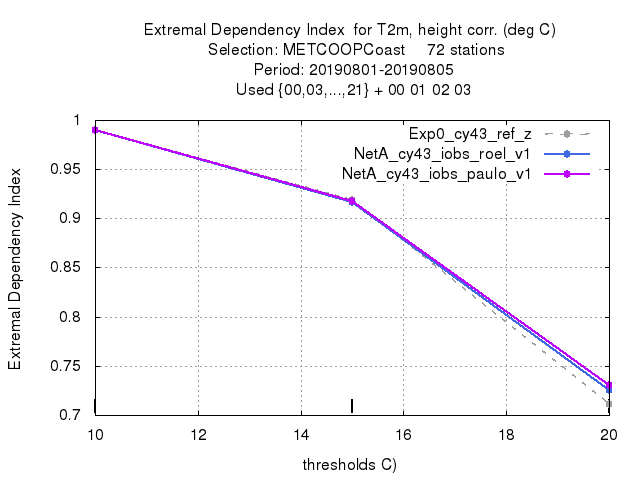 Extremal Dependency Index  for T2m, height corr. (deg C)
Selection: METCOOPCoast     72 stations
Period: 20190801-20190805
Used {00,03,...,21} + 00 01 02 03
Exp0_cy43_ref_z
NetA_cy43_iobs_roel_v1
NetA_cy43_iobs_paulo_v1
Extremal Dependency Index
1
0.95
0.9
0.85
0.8
0.75
0.7
10 12 14 16 18 20
thresholds C)